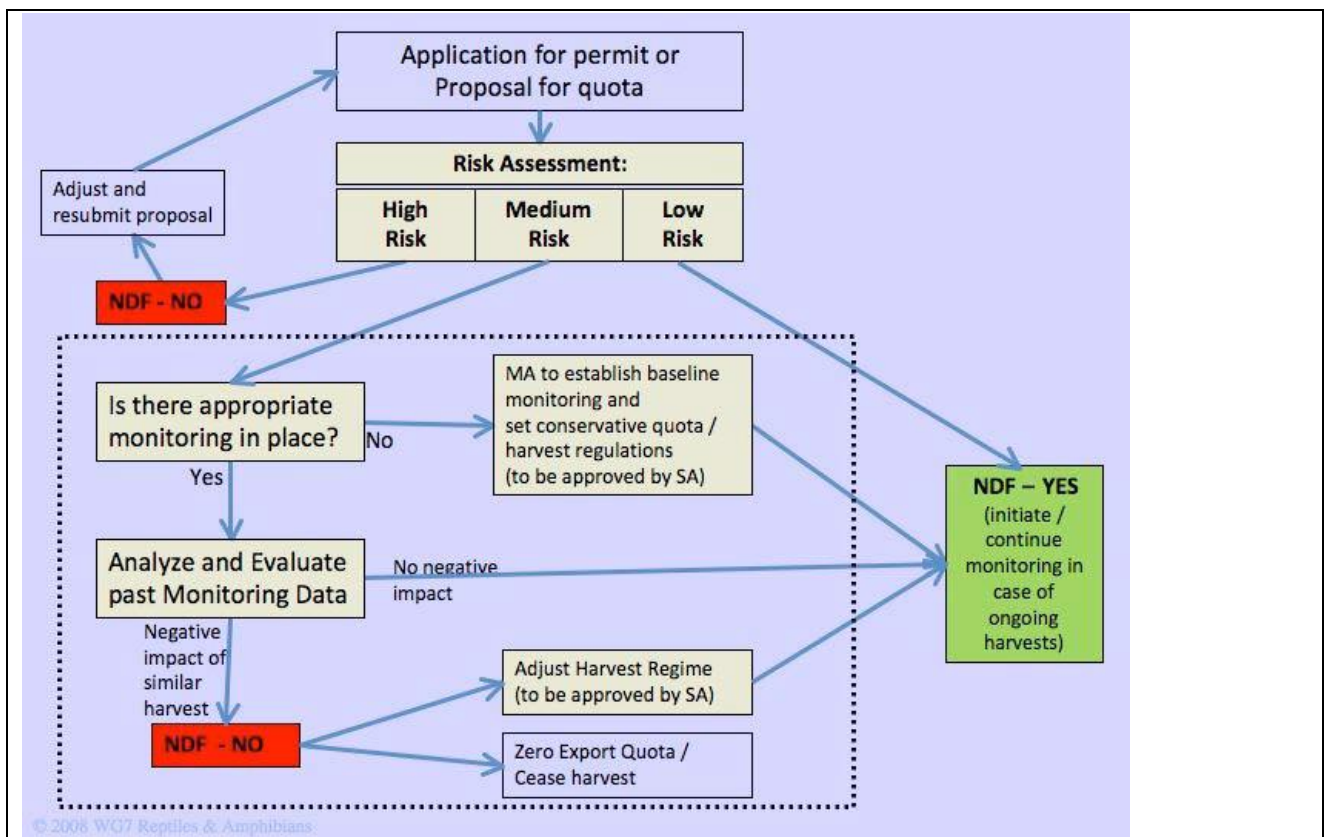 Application for permit or
Proposal for quota
Risk Assessment:
High
Risk
Medium
Risk
Low
Risk
Adjust and
resubmit proposal
NDF - NO
Is there appropriate
monitoring in place?
No
Yes
MA to establish baseline
monitoring and
set conservative quota /
harvest regulations
(to be approved by SA)
NDF – YES
(initiate /
continue
monitoring in
case of
ongoing
harvests)
Analyze and Evaluate
past Monitoring Data
No negative
impact
Negative
impact of
similar
harvest
Adjust Harvest Regime
(to be approved by SA)
NDF - NO
Zero Export Quota /
Cease harvest
© 2008 WG7 Reptiles & Amphibians